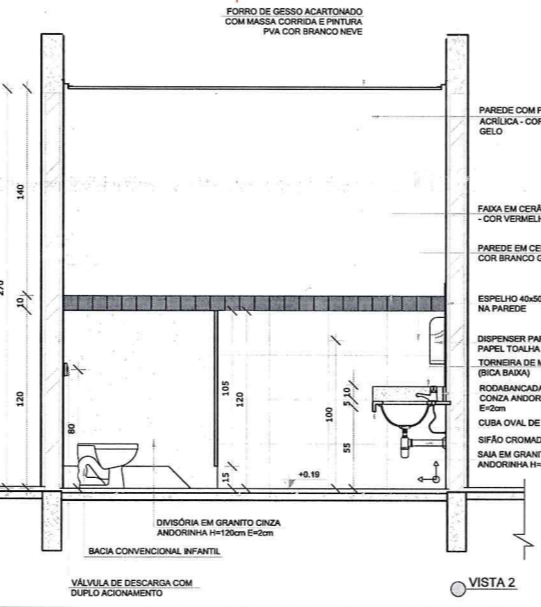 FORRO DE GESSO ACARTONADO
COM MASSA CORRIDA E PINTURA
PVA COR BRANCO NEVE
PAREDE COM P
ACRÍLICA - COR
GELO
140
FAIXA EM CERÂ
- COR VERMELH
PAREDE EM CE
COR BRANCO G
270
10
ESPELHO 40x50
NA PAREDE
DISPENSER PAR
PAPEL TOALHA
TORNEIRA DE M
(BICA BAIXA)
RODABANCADA
CONZA ANDOR
E=2cm
CUBA OVAL DE
SIFÃO CROMAD
SAIA EM GRANIT
ANDORINHA H=
120
80
105
120
100
5
10
55
15
+0.19
DIVISÓRIA EM GRANITO CINZA
ANDORINHA H=120cm E=2cm
BACIA CONVENCIONAL INFANTIL
VÁLVULA DE DESCARGA COM
DUPLO ACIONAMENTO
VISTA 2